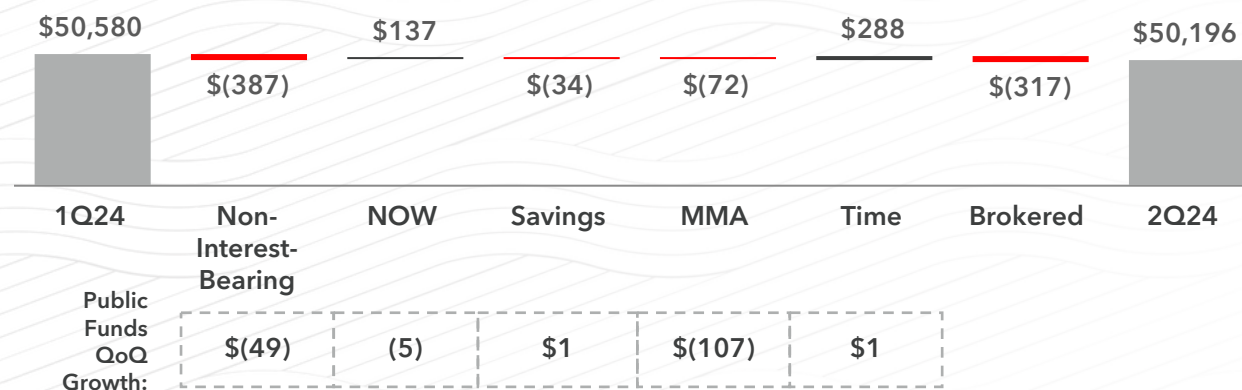 $50,580
$(387)
$137
$(34)
$(72)
$288
$(317)
$50,196
1Q24
Non-
Interest-
Bearing
NOW
Savings
MMA
Time
Brokered
2Q24
Public
Funds
QoQ
Growth:
$(49)
(5)
$1
$(107)
$1